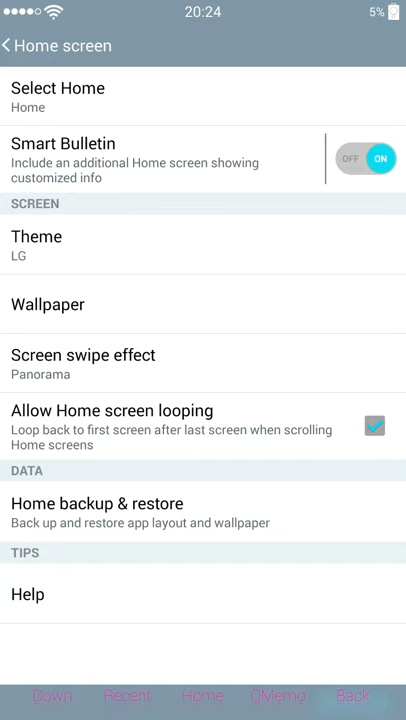 20:24
5%
Home screen
Select Home
Home
Smart Bulletin
Include an additional Home screen showing
customized info
OFF ON
SCREEN
Theme
LG
Wallpaper
Screen swipe effect
Panorama
Allow Home screen looping
Loop back to first screen after last screen when scrolling
Home screens
DATA
Home backup & restore
Back up and restore app layout and wallpaper
TIPS
Help
Down Recent Home QMemo Back